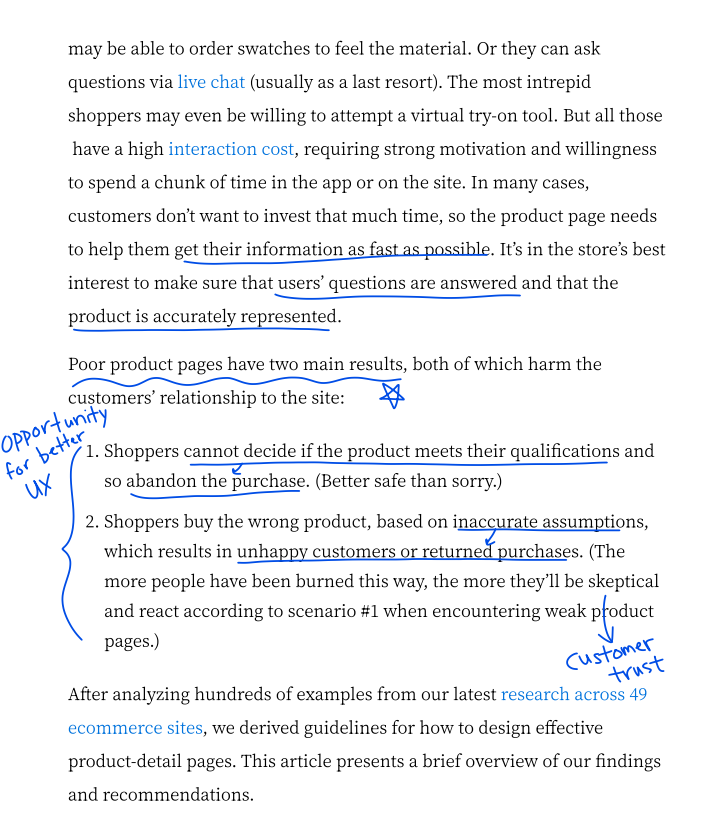 may be able to order swatches to feel the material. Or they can ask
questions via live chat (usually as a last resort). The most intrepid
shoppers may even be willing to attempt a virtual try-on tool. But all those
have a high interaction cost, requiring strong motivation and willingness
to spend a chunk of time in the app or on the site. In many cases,
customers don’t want to invest that much time, so the product page needs
to help them get their information as fast as possible. It’s in the store’s best
interest to make sure that users’ questions are answered and that the
product is accurately represented.
Poor product pages have two main results, both of which harm the
customers’ relationship to the site:
opportunity
for better
UX
1. Shoppers cannot decide if the product meets their qualifications and
so abandon the purchase. (Better safe than sorry.)
2. Shoppers buy the wrong product, based on inaccurate assumptions,
which results in unhappy customers or returned purchases. (The
more people have been burned this way, the more they’ll be skeptical
and react according to scenario #1 when encountering weak product
pages.)
customer
trust
After analyzing hundreds of examples from our latest research across 49
ecommerce sites, we derived guidelines for how to design effective
product-detail pages. This article presents a brief overview of our findings
and recommendations.